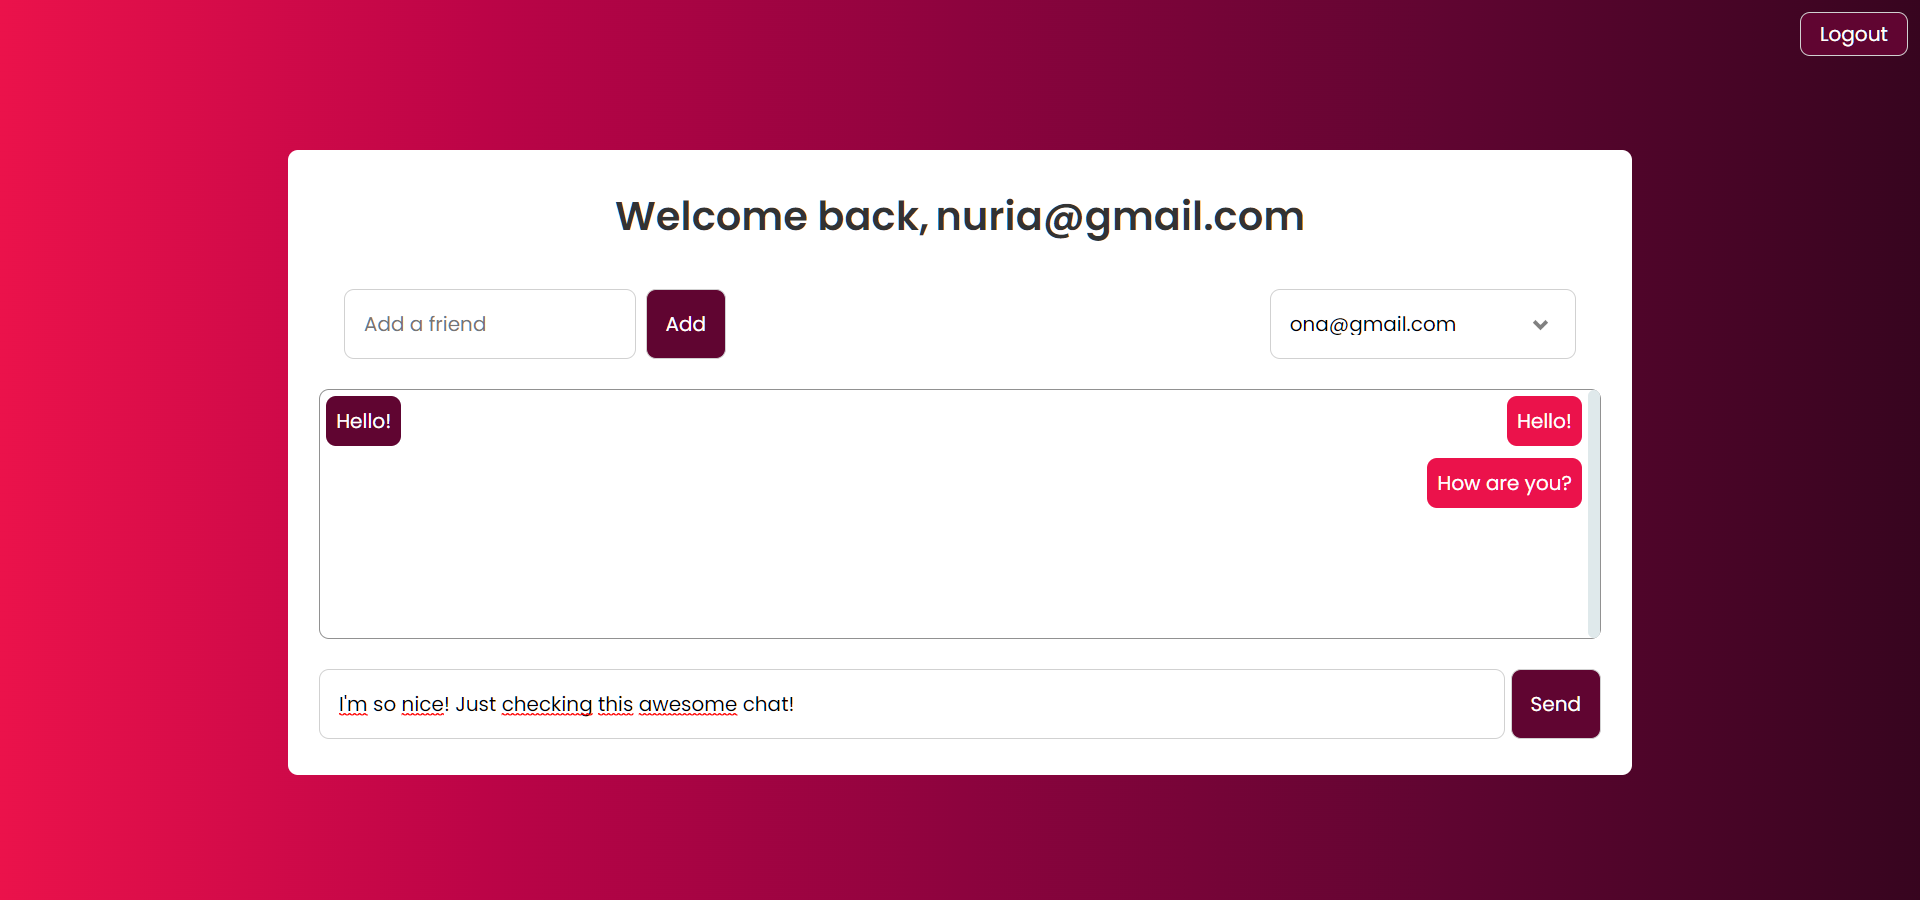 Logout
Welcome back, nuria@gmail.com
Add a friend
Add
ona@gmail.com
Hello!
Hello!
How are you?
I'm so nice! Just checking this awesome chat!
Send